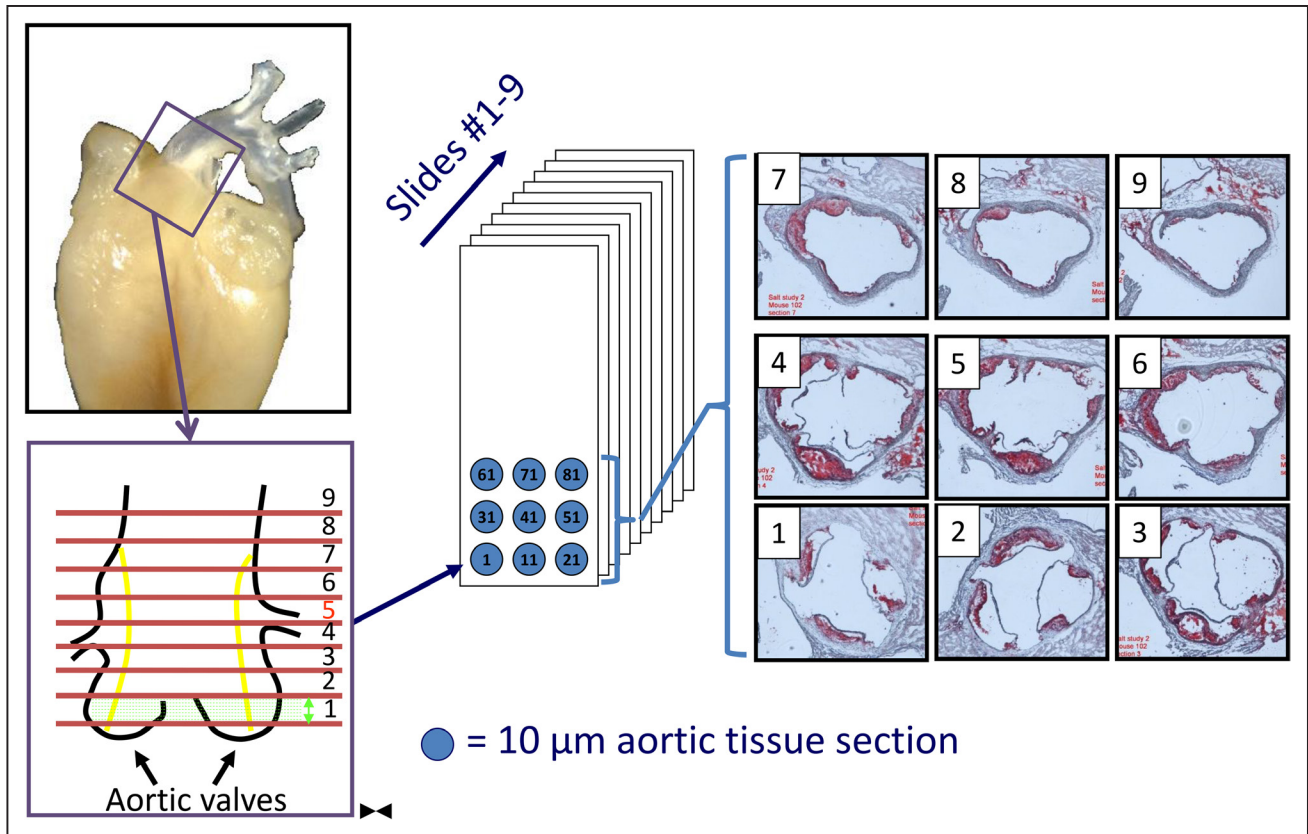 Slides #1-9
9
8
7
6
5
4
3
2
1
Aortic valves
61 71 81
31 41 51
1 11 21
7 8 9
Salt study 2
Mouse 102
section 7
4 5 6
1 2 3
Salt study 2
Mouse 102
section 3
= 10 µm aortic tissue section